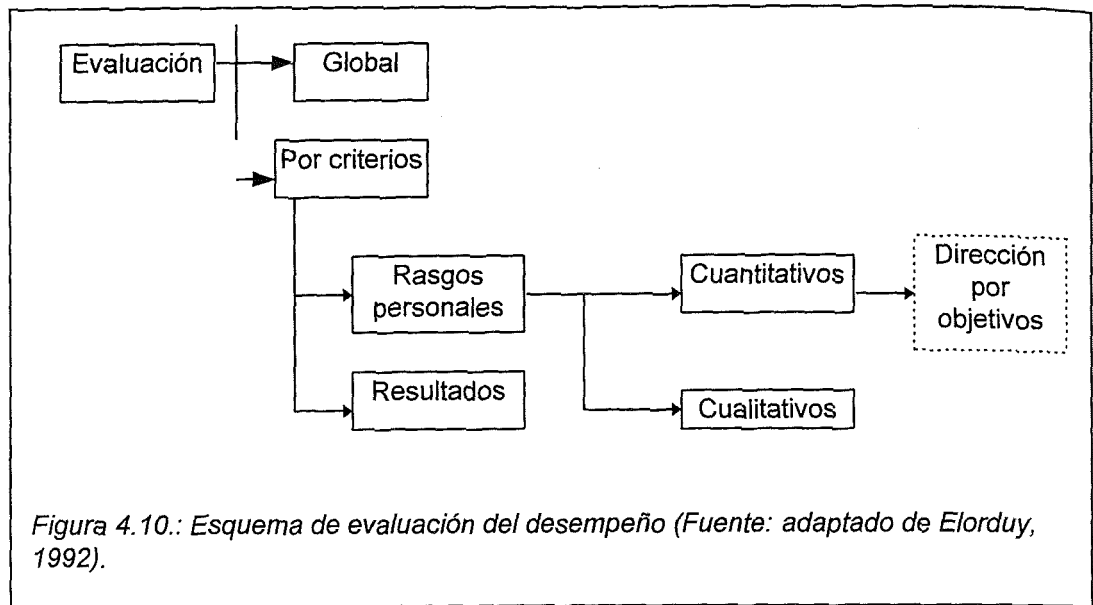 Evaluación
Global
Por criterios
Rasgos
personales
Cuantitativos
Dirección
por
objetivos
Resultados
Cualitativos
Figura 4.10.: Esquema de evaluación del desempeño (Fuente: adaptado de Elorduy,
1992).